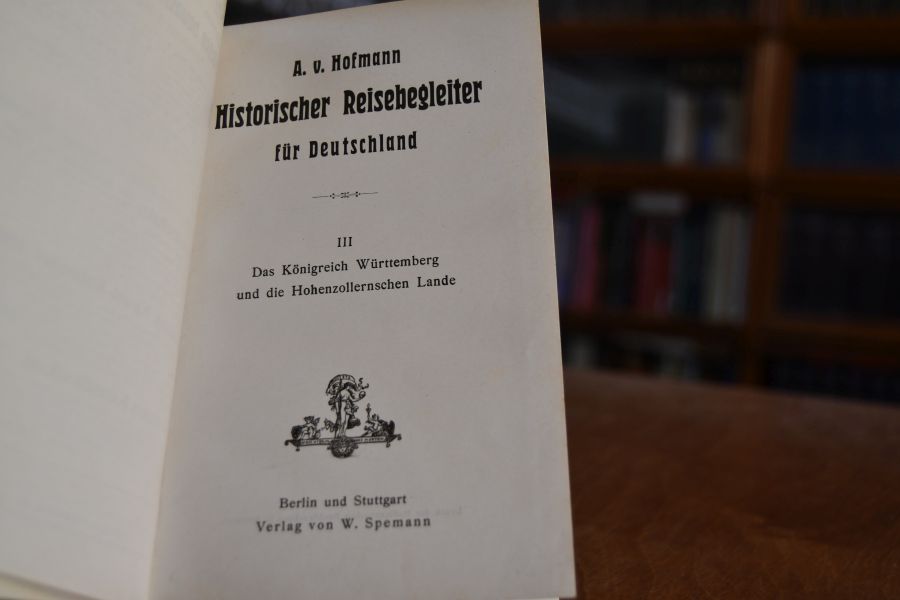 A. v. Hofmann
Historischer Reisebegleiter
für Deutschland
III
Das Königreich Württemberg
und die Hohenzollernschen Lande
Berlin und Stuttgart
Verlag von W. Spemann